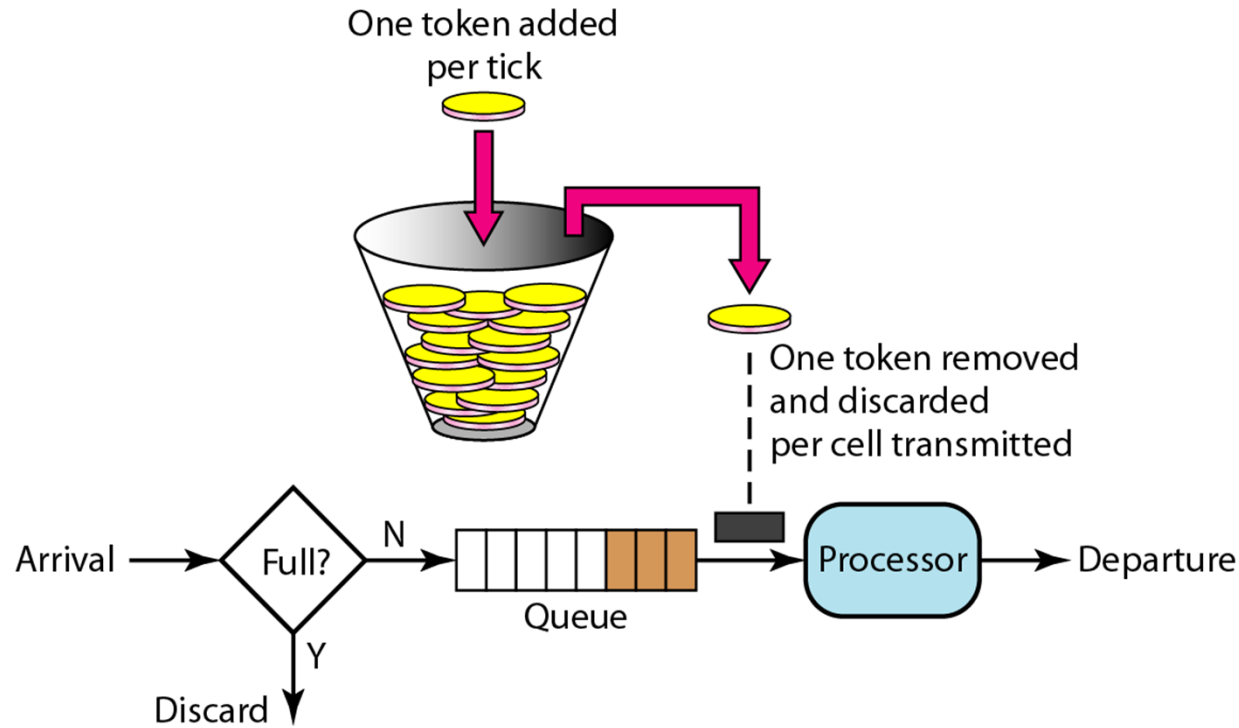 One token added
per tick
One token removed
and discarded
per cell transmitted
Arrival
Full?
N
Y
Discard
Queue
Processor
Departure